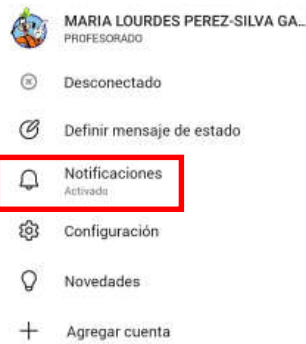 MARIA LOURDES PEREZ-SILVA GA...
PROFESORADO
Desconectado
Definir mensaje de estado
Notificaciones
Activado
Configuración
Novedades
Agregar cuenta